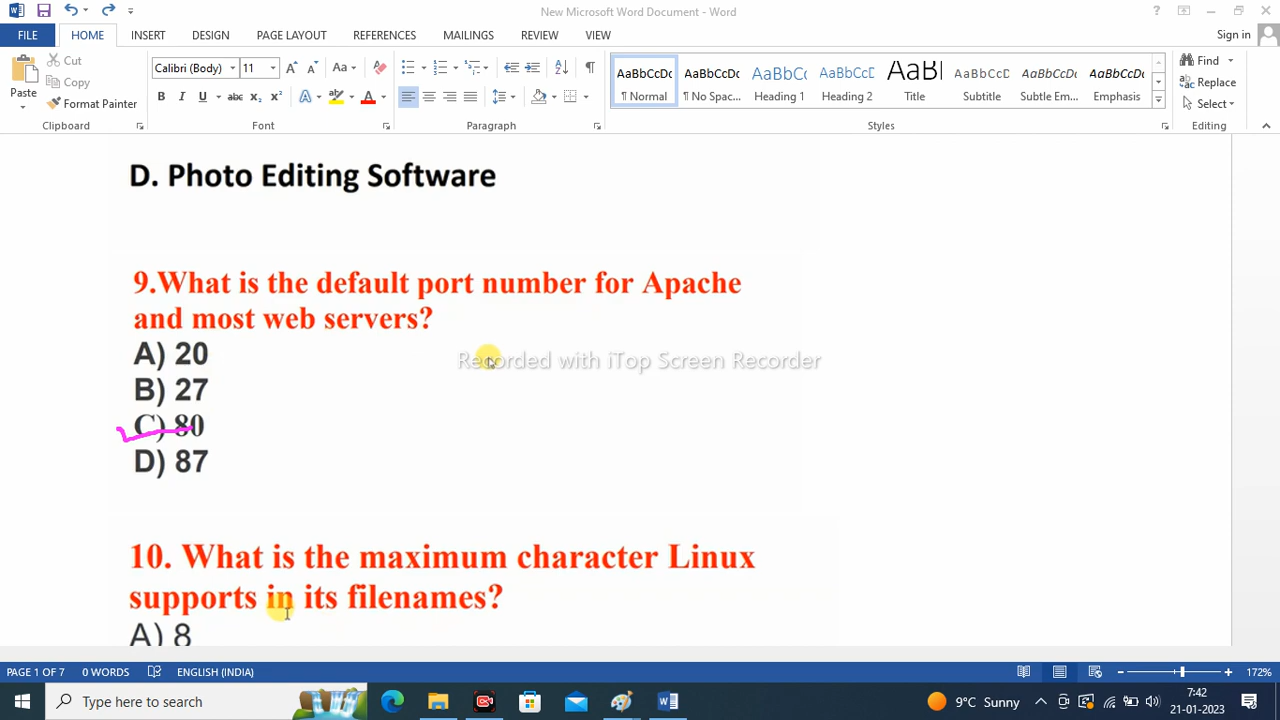 New Microsoft Word Document - Word
FILE HOME INSERT DESIGN PAGE LAYOUT REFERENCES MAILINGS REVIEW VIEW Sign in
Paste Cut Copy Format Painter
Calibri (Body) 11
AaBbCcDc AaBbCcDc AaBbCc AaBbCcC AaBl AaBbCcD AaBbCcDc AaBbCcDc
¶ Normal ¶ No Spac... Heading 1 Heading 2 Title Subtitle Subtle Em... Emphasis
Find Replace Select
Clipboard Font Paragraph Styles Editing
D. Photo Editing Software
9.What is the default port number for Apache
and most web servers?
A) 20
Recorded with iTop Screen Recorder
B) 27
C) 80
D) 87
10. What is the maximum character Linux
supports in its filenames?
A) 8
PAGE 1 OF 7 0 WORDS ENGLISH (INDIA) 172%
Type here to search 9°C Sunny 7:42
21-01-2023